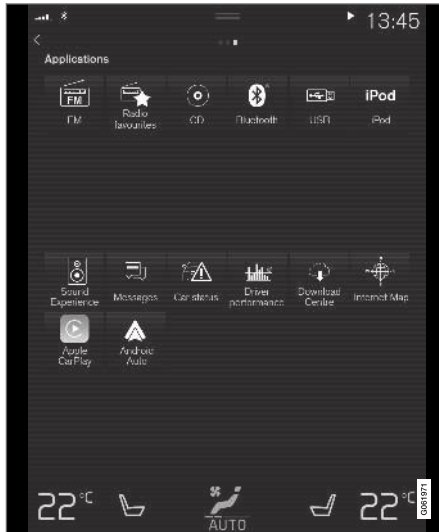 13:45
Applications
FM
iPod
FM
Radio
favourites
CD
Bluetooth
USB
iPod
Sound
Experience
Messages
Car status
Driver
performance
Download
Centre
Internet Map
Apple
CarPlay
Android
Auto
22°C
AUTO
22°C
G061971